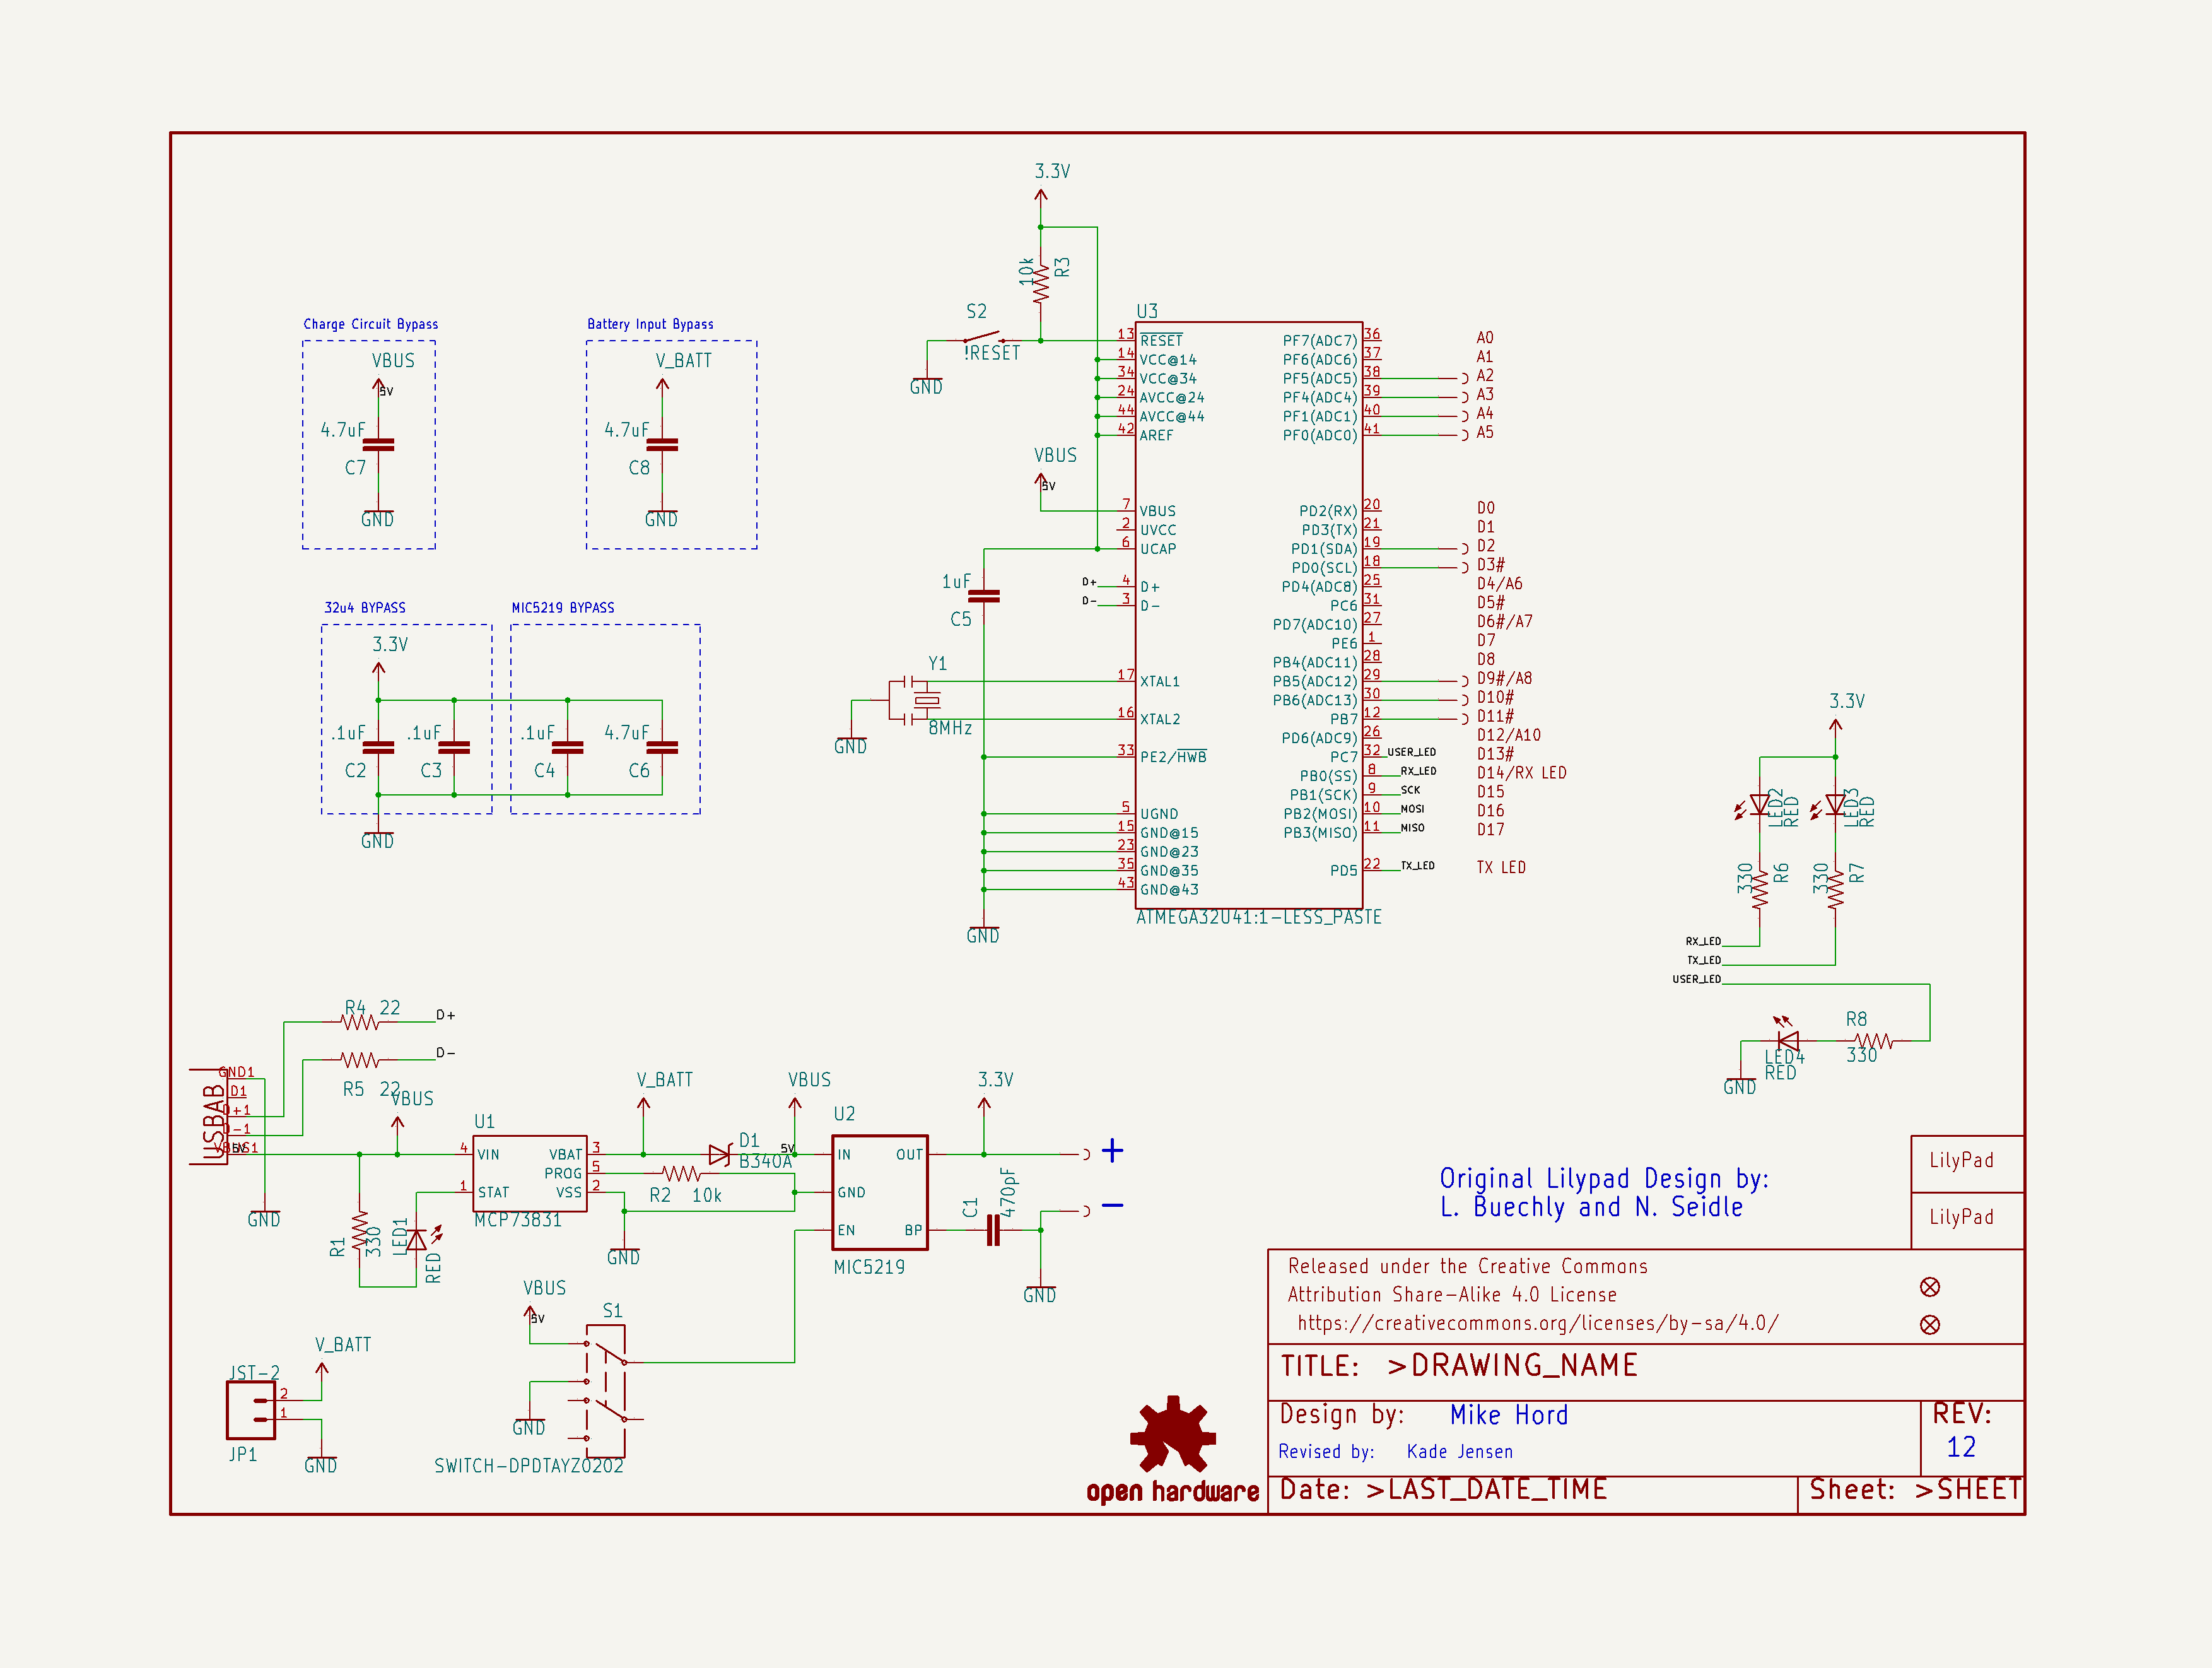 3.3V
10k
R3
S2
!RESET
GND
Charge Circuit Bypass
VBUS
5V
4.7uF
C7
GND
Battery Input Bypass
V_BATT
4.7uF
C8
GND
32u4 BYPASS
3.3V
.1uF
C2
.1uF
C3
GND
MIC5219 BYPASS
.1uF
C4
4.7uF
C6
VBUS
5V
1uF
C5
D+
D-
Y1
8MHz
GND
GND
U3
13 RESET
14 VCC@14
34 VCC@34
24 AVCC@24
44 AVCC@44
42 AREF
7 VBUS
2 UVCC
6 UCAP
4 D+
3 D-
17 XTAL1
16 XTAL2
33 PE2/HWB
5 UGND
15 GND@15
23 GND@23
35 GND@35
43 GND@43
PF7(ADC7) 36 A0
PF6(ADC6) 37 A1
PF5(ADC5) 38 A2
PF4(ADC4) 39 A3
PF1(ADC1) 40 A4
PF0(ADC0) 41 A5
PD2(RX) 20 D0
PD3(TX) 21 D1
PD1(SDA) 19 D2
PD0(SCL) 18 D3#
PD4(ADC8) 25 D4/A6
PC6 31 D5#
PD7(ADC10) 27 D6#/A7
PE6 1 D7
PB4(ADC11) 28 D8
PB5(ADC12) 29 D9#/A8
PB6(ADC13) 30 D10#
PB7 12 D11#
PD6(ADC9) 26 D12/A10
PC7 32 USER_LED D13#
PB0(SS) 8 RX_LED D14/RX LED
PB1(SCK) 9 SCK D15
PB2(MOSI) 10 MOSI D16
PB3(MISO) 11 MISO D17
PD5 22 TX_LED TX LED
ATMEGA32U41:1-LESS_PASTE
3.3V
LED2
RED
LED3
RED
330
R6
330
R7
RX_LED
TX_LED
USER_LED
R8
330
LED4
RED
GND
R4 22
D+
R5 22
D-
USBAB
GND1
D1
D+1
D-1
VBUS1
5V
GND
VBUS
R1
330
LED1
RED
U1
4 VIN
1 STAT
VBAT 3
PROG 5
VSS 2
MCP73831
V_BATT
R2 10k
D1
B340A
GND
VBUS
5V
U2
IN
GND
EN
OUT
BP
MIC5219
3.3V
C1
470pF
+
-
GND
VBUS
5V
S1
GND
SWITCH-DPDTAYZ0202
V_BATT
JST-2
2
1
JP1
GND
Original Lilypad Design by:
L. Buechly and N. Seidle
LilyPad
LilyPad
Released under the Creative Commons
Attribution Share-Alike 4.0 License
https://creativecommons.org/licenses/by-sa/4.0/
TITLE: >DRAWING_NAME
Design by: Mike Hord
Revised by: Kade Jensen
REV:
12
Date: >LAST_DATE_TIME
Sheet: >SHEET
open hardware